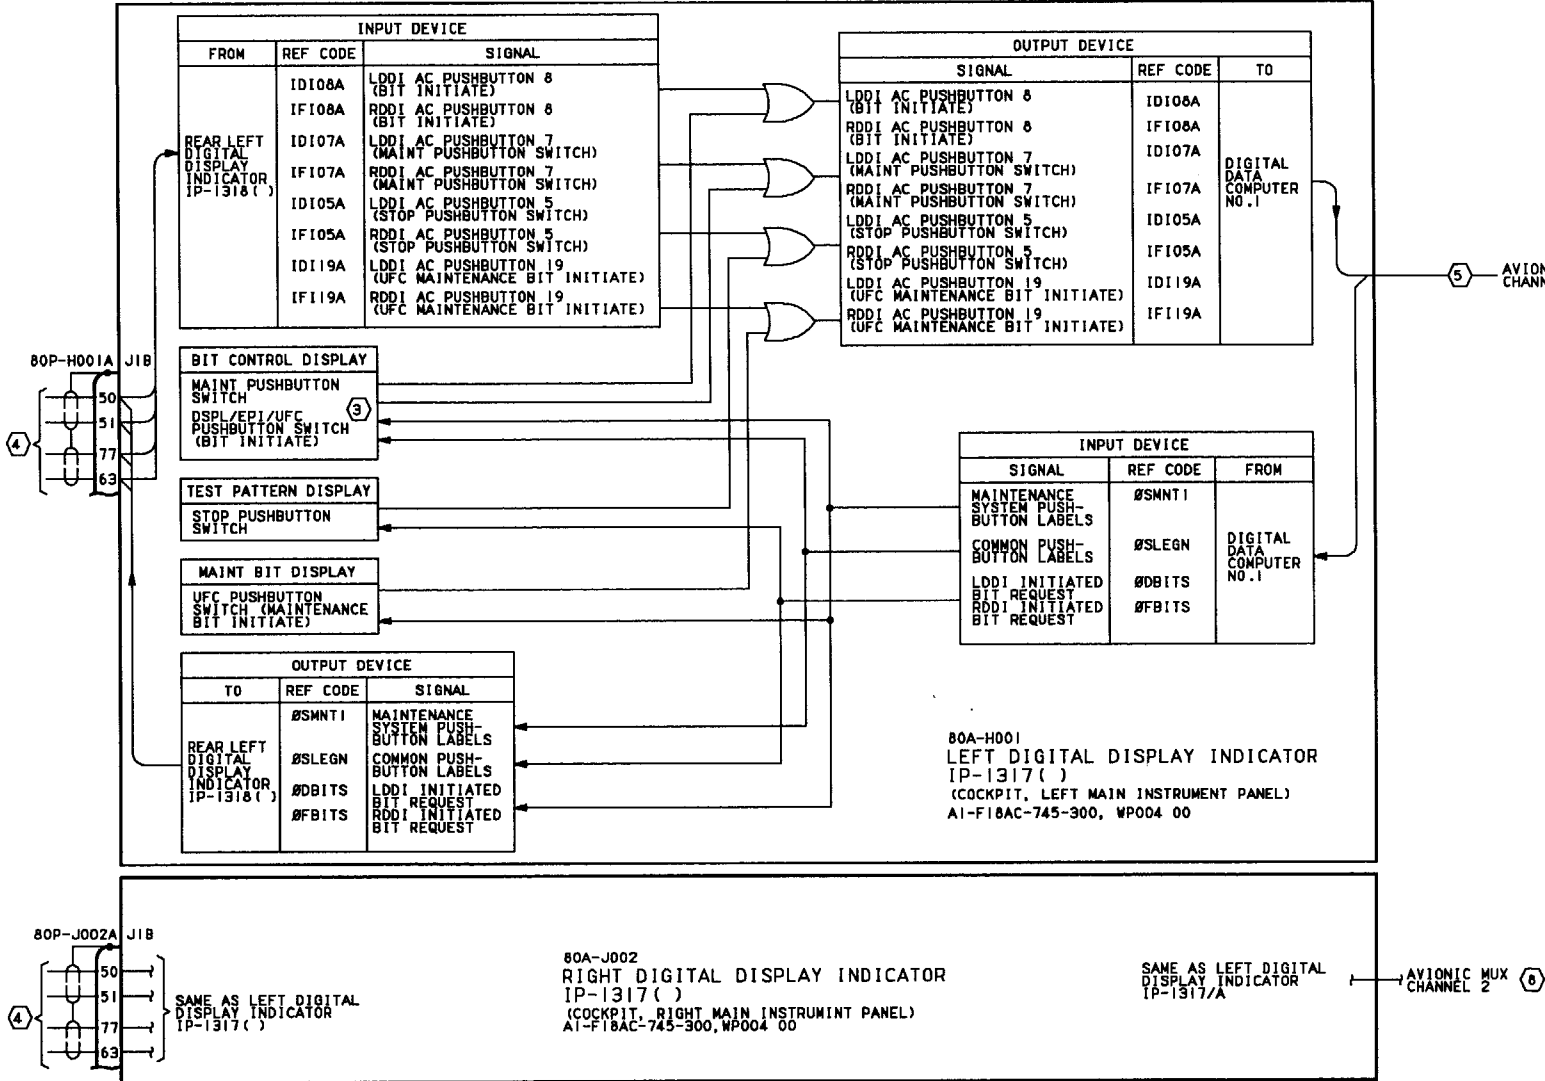 INPUT DEVICE
FROM REF CODE SIGNAL
REAR LEFT
DIGITAL
DISPLAY
INDICATOR
IP-1318( )
IDI08A LDDI AC PUSHBUTTON 8
(BIT INITIATE)
IFI08A RDDI AC PUSHBUTTON 8
(BIT INITIATE)
IDI07A LDDI AC PUSHBUTTON 7
(MAINT PUSHBUTTON SWITCH)
IFI07A RDDI AC PUSHBUTTON 7
(MAINT PUSHBUTTON SWITCH)
IDI05A LDDI AC PUSHBUTTON 5
(STOP PUSHBUTTON SWITCH)
IFI05A RDDI AC PUSHBUTTON 5
(STOP PUSHBUTTON SWITCH)
IDI19A LDDI AC PUSHBUTTON 19
(UFC MAINTENANCE BIT INITIATE)
IFI19A RDDI AC PUSHBUTTON 19
(UFC MAINTENANCE BIT INITIATE)
OUTPUT DEVICE
SIGNAL REF CODE TO
LDDI AC PUSHBUTTON 8
(BIT INITIATE) IDI08A
RDDI AC PUSHBUTTON 8
(BIT INITIATE) IFI08A
LDDI AC PUSHBUTTON 7
(MAINT PUSHBUTTON SWITCH) IDI07A
RDDI AC PUSHBUTTON 7
(MAINT PUSHBUTTON SWITCH) IFI07A
LDDI AC PUSHBUTTON 5
(STOP PUSHBUTTON SWITCH) IDI05A
RDDI AC PUSHBUTTON 5
(STOP PUSHBUTTON SWITCH) IFI05A
LDDI AC PUSHBUTTON 19
(UFC MAINTENANCE BIT INITIATE) IDI19A
RDDI AC PUSHBUTTON 19
(UFC MAINTENANCE BIT INITIATE) IFI19A
DIGITAL
DATA
COMPUTER
NO.1
5 AVION
CHANN
80P-H001A J1B
50
51
77
63
4
BIT CONTROL DISPLAY
MAINT PUSHBUTTON
SWITCH
DSPL/EPI/UFC
PUSHBUTTON SWITCH
(BIT INITIATE)
3
TEST PATTERN DISPLAY
STOP PUSHBUTTON
SWITCH
MAINT BIT DISPLAY
UFC PUSHBUTTON
SWITCH (MAINTENANCE
BIT INITIATE)
INPUT DEVICE
SIGNAL REF CODE FROM
MAINTENANCE ØSMNT1
SYSTEM PUSH-
BUTTON LABELS
COMMON PUSH- ØSLEGN
BUTTON LABELS
LDDI INITIATED ØDBITS
BIT REQUEST
RDDI INITIATED ØFBITS
BIT REQUEST
DIGITAL
DATA
COMPUTER
NO.1
OUTPUT DEVICE
TO REF CODE SIGNAL
REAR LEFT
DIGITAL
DISPLAY
INDICATOR
IP-1318( )
ØSMNT1 MAINTENANCE
SYSTEM PUSH-
BUTTON LABELS
ØSLEGN COMMON PUSH-
BUTTON LABELS
ØDBITS LDDI INITIATED
BIT REQUEST
ØFBITS RDDI INITIATED
BIT REQUEST
80A-H001
LEFT DIGITAL DISPLAY INDICATOR
IP-1317( )
(COCKPIT, LEFT MAIN INSTRUMENT PANEL)
A1-F18AC-745-300, WP004 00
80P-J002A J1B
50
51
77
63
4
SAME AS LEFT DIGITAL
DISPLAY INDICATOR
IP-1317( )
80A-J002
RIGHT DIGITAL DISPLAY INDICATOR
IP-1317( )
(COCKPIT, RIGHT MAIN INSTRUMINT PANEL)
A1-F18AC-745-300,WP004 00
SAME AS LEFT DIGITAL
DISPLAY INDICATOR
IP-1317/A
AVIONIC MUX
CHANNEL 2 8